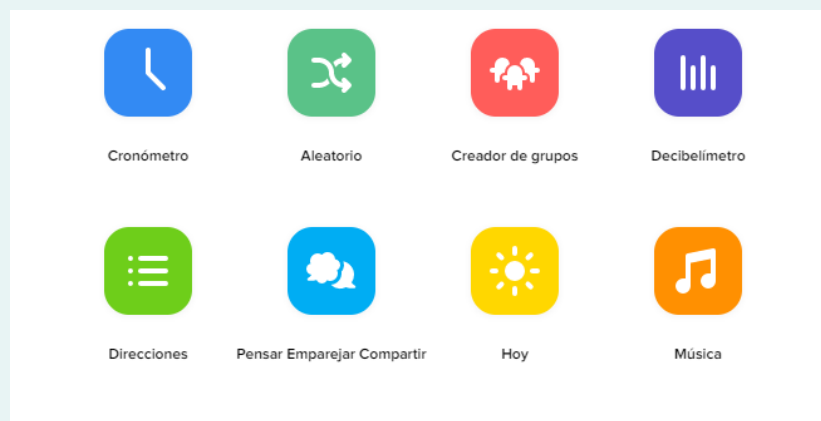 Cronómetro
Aleatorio
Creador de grupos
Decibelímetro
Direcciones
Pensar Emparejar Compartir
Hoy
Música